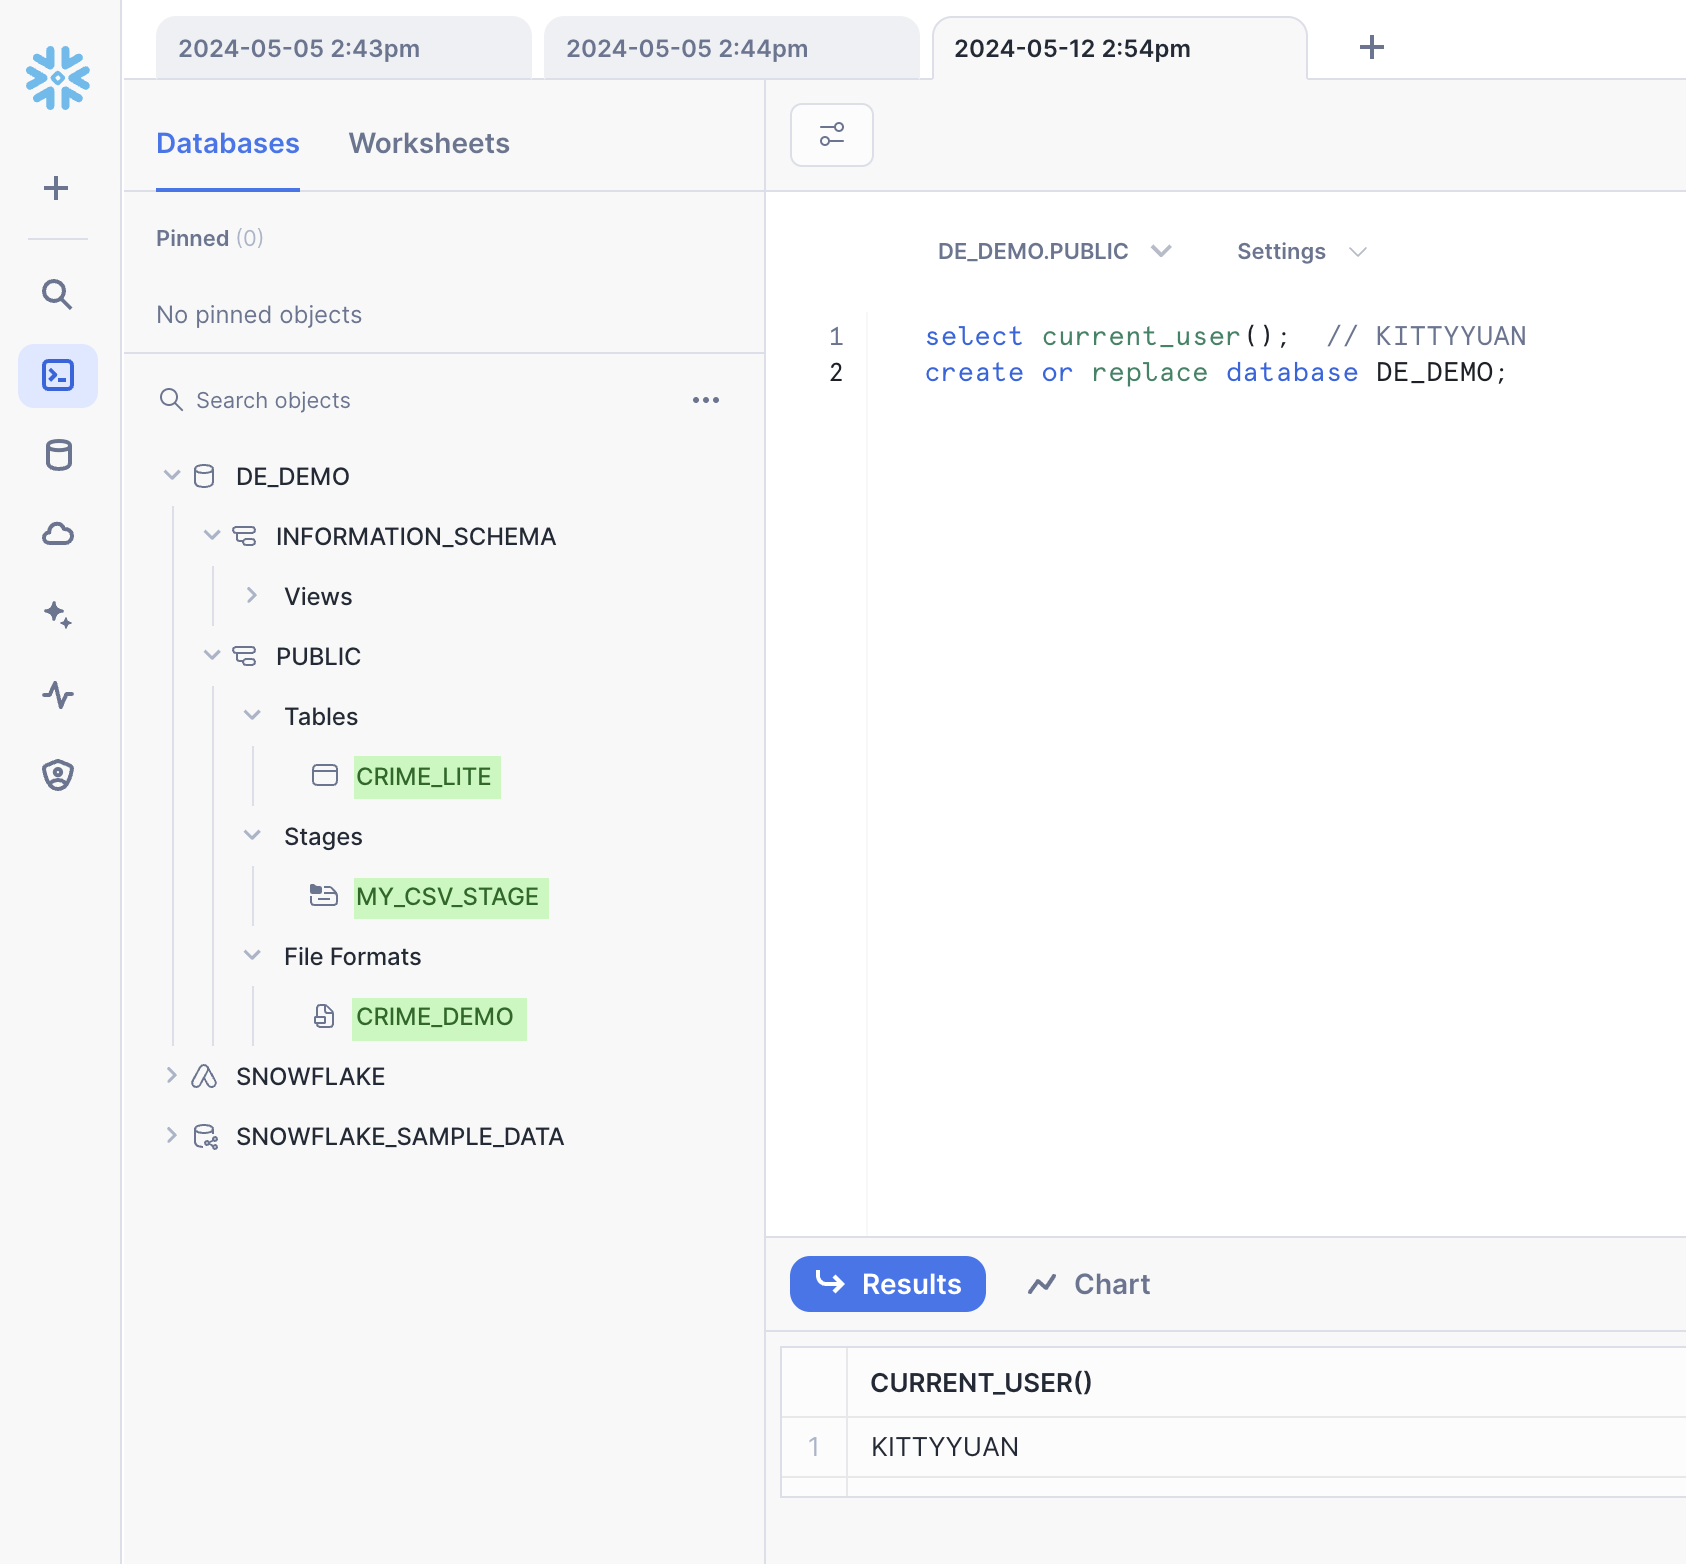 2024-05-05 2:43pm
2024-05-05 2:44pm
2024-05-12 2:54pm
Databases
Worksheets
Pinned (0)
No pinned objects
Search objects
DE_DEMO
INFORMATION_SCHEMA
Views
PUBLIC
Tables
CRIME_LITE
Stages
MY_CSV_STAGE
File Formats
CRIME_DEMO
SNOWFLAKE
SNOWFLAKE_SAMPLE_DATA
DE_DEMO.PUBLIC
Settings
1 select current_user(); // KITTYYUAN
2 create or replace database DE_DEMO;
Results
Chart
CURRENT_USER()
1 KITTYYUAN